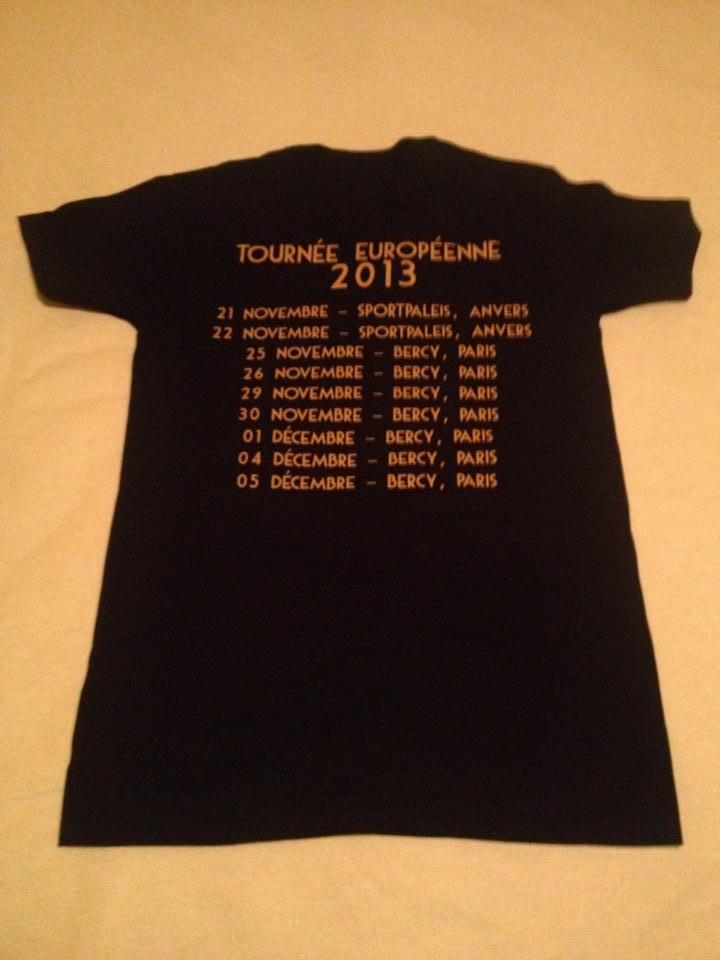 TOURNÉE EUROPÉENNE
2013
21 NOVEMBRE – SPORTPALEIS, ANVERS
22 NOVEMBRE – SPORTPALEIS, ANVERS
25 NOVEMBRE – BERCY, PARIS
26 NOVEMBRE – BERCY, PARIS
29 NOVEMBRE – BERCY, PARIS
30 NOVEMBRE – BERCY, PARIS
01 DÉCEMBRE – BERCY, PARIS
04 DÉCEMBRE – BERCY, PARIS
05 DÉCEMBRE – BERCY, PARIS